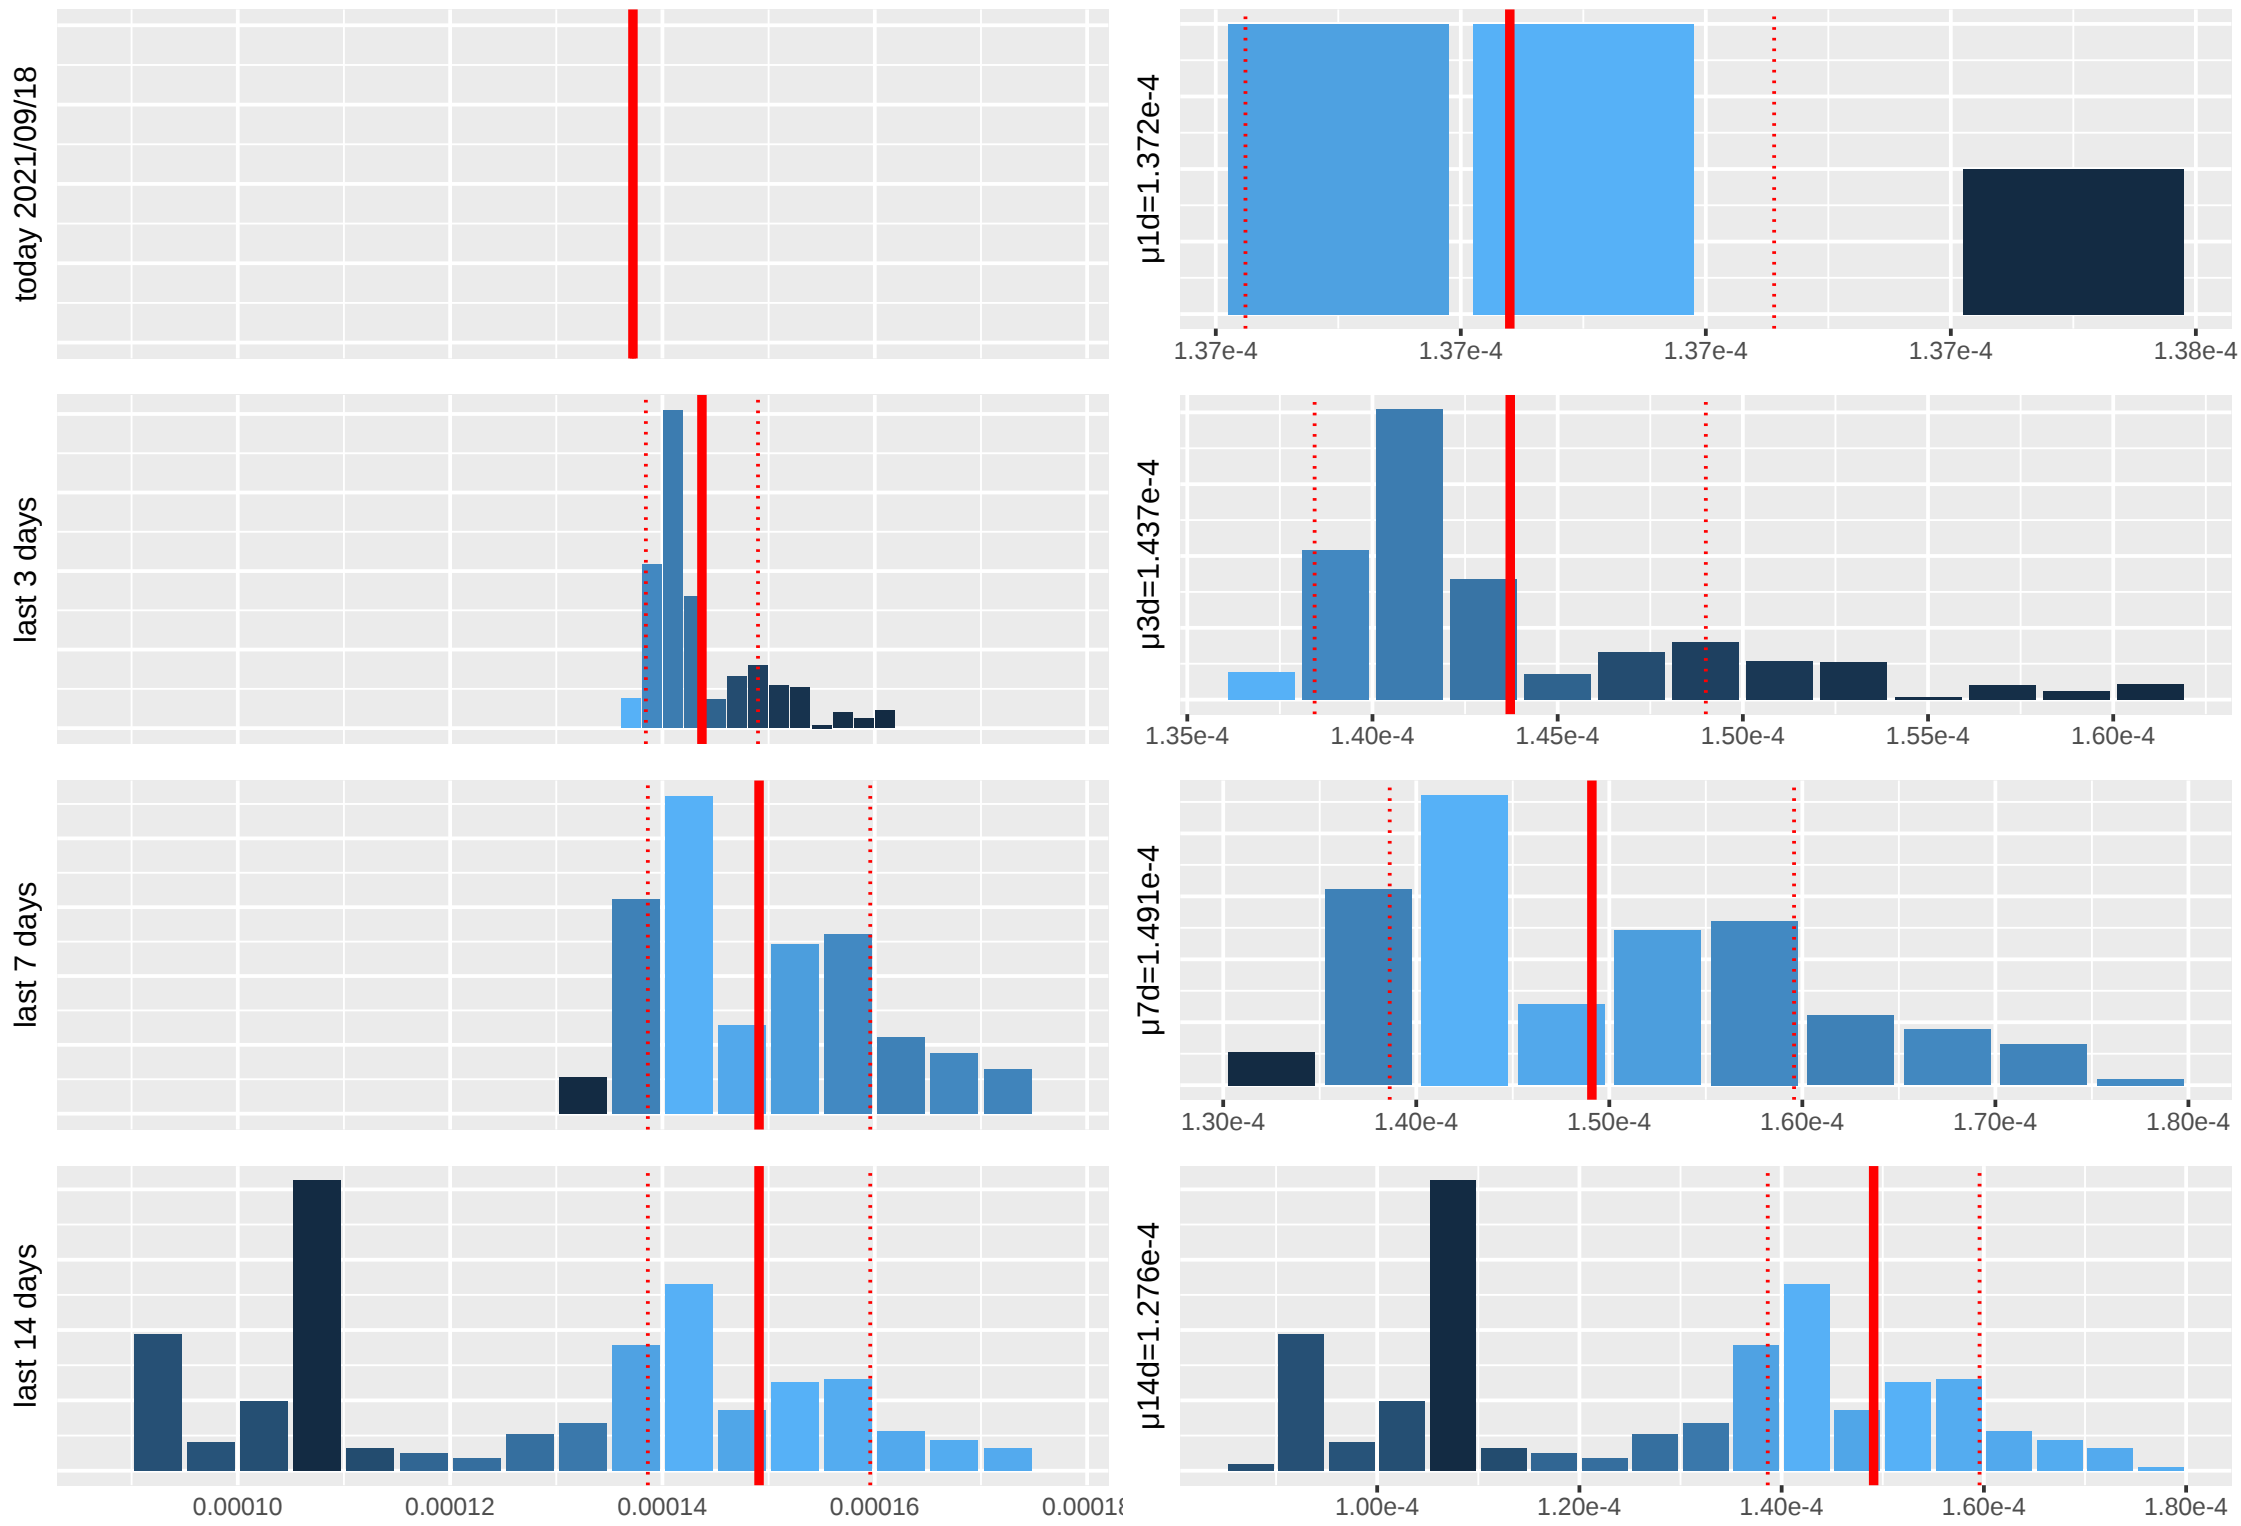 today 2021/09/18
µ1d=1.372e-4
1.37e-4 1.37e-4 1.37e-4 1.37e-4 1.38e-4
last 3 days
µ3d=1.437e-4
1.35e-4 1.40e-4 1.45e-4 1.50e-4 1.55e-4 1.60e-4
last 7 days
µ7d=1.491e-4
1.30e-4 1.40e-4 1.50e-4 1.60e-4 1.70e-4 1.80e-4
last 14 days
µ14d=1.276e-4
0.00010 0.00012 0.00014 0.00016 0.00018
1.00e-4 1.20e-4 1.40e-4 1.60e-4 1.80e-4